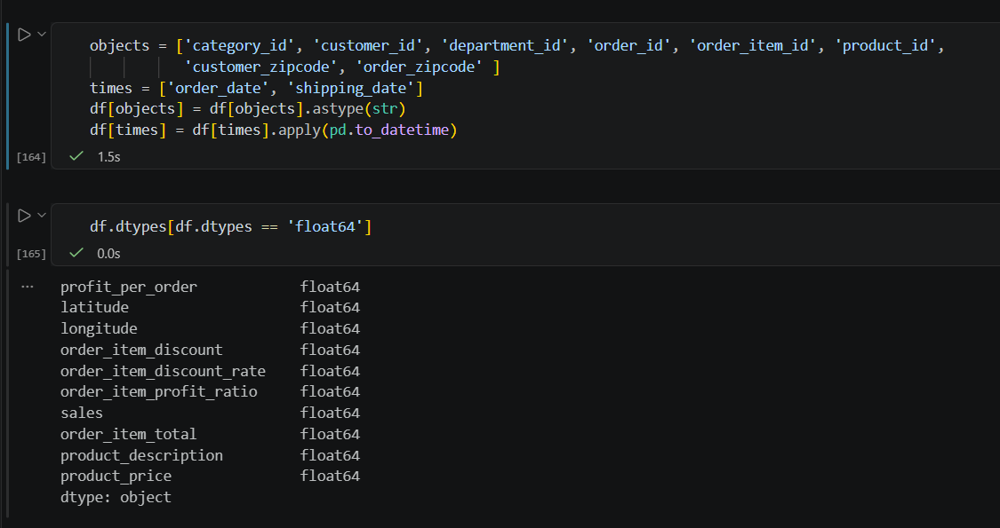 objects = ['category_id', 'customer_id', 'department_id', 'order_id', 'order_item_id', 'product_id',
'customer_zipcode', 'order_zipcode' ]
times = ['order_date', 'shipping_date']
df[objects] = df[objects].astype(str)
df[times] = df[times].apply(pd.to_datetime)
[164] 1.5s
df.dtypes[df.dtypes == 'float64']
[165] 0.0s
... profit_per_order float64
latitude float64
longitude float64
order_item_discount float64
order_item_discount_rate float64
order_item_profit_ratio float64
sales float64
order_item_total float64
product_description float64
product_price float64
dtype: object